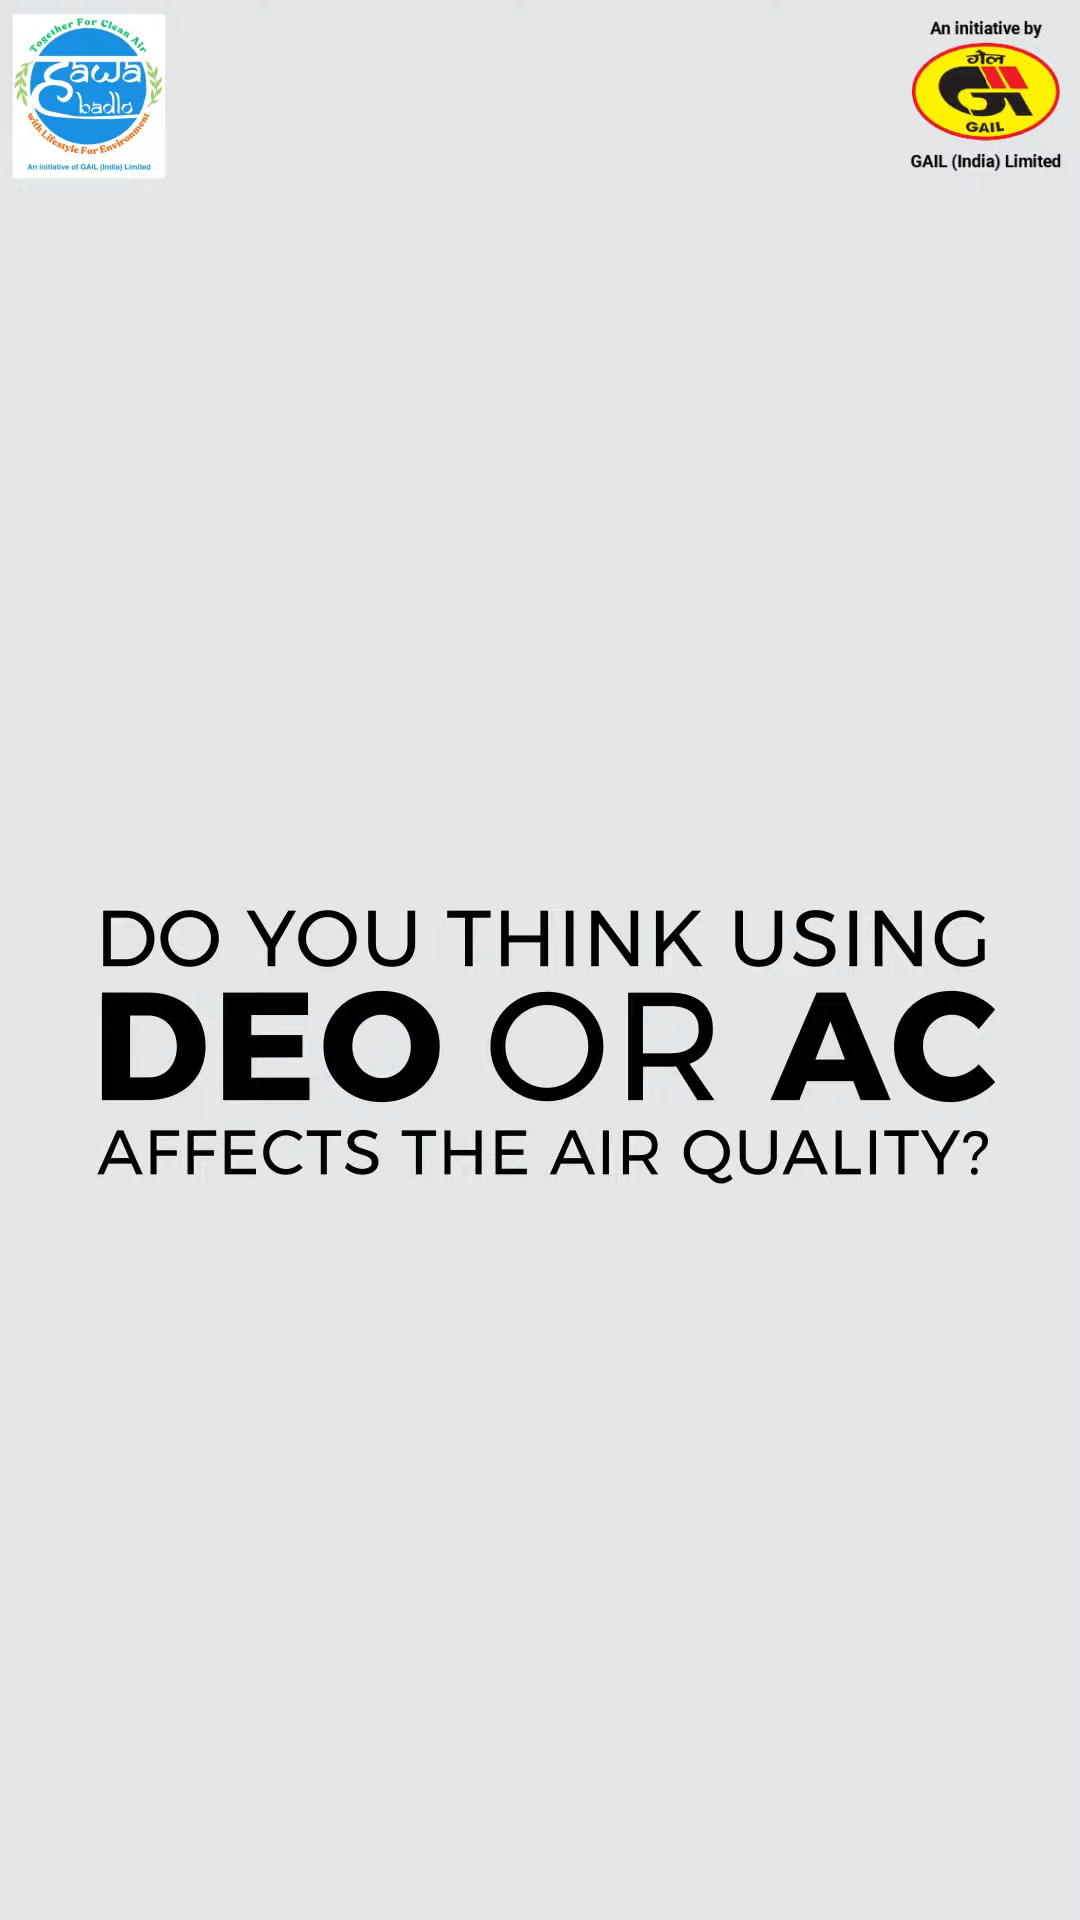 Together For Clean Air
Hawa
badlo
with Lifestyle For Environment
An initiative of GAIL (India) Limited
An initiative by
गेल
GAIL
GAIL (India) Limited
DO YOU THINK USING
DEO OR AC
AFFECTS THE AIR QUALITY?